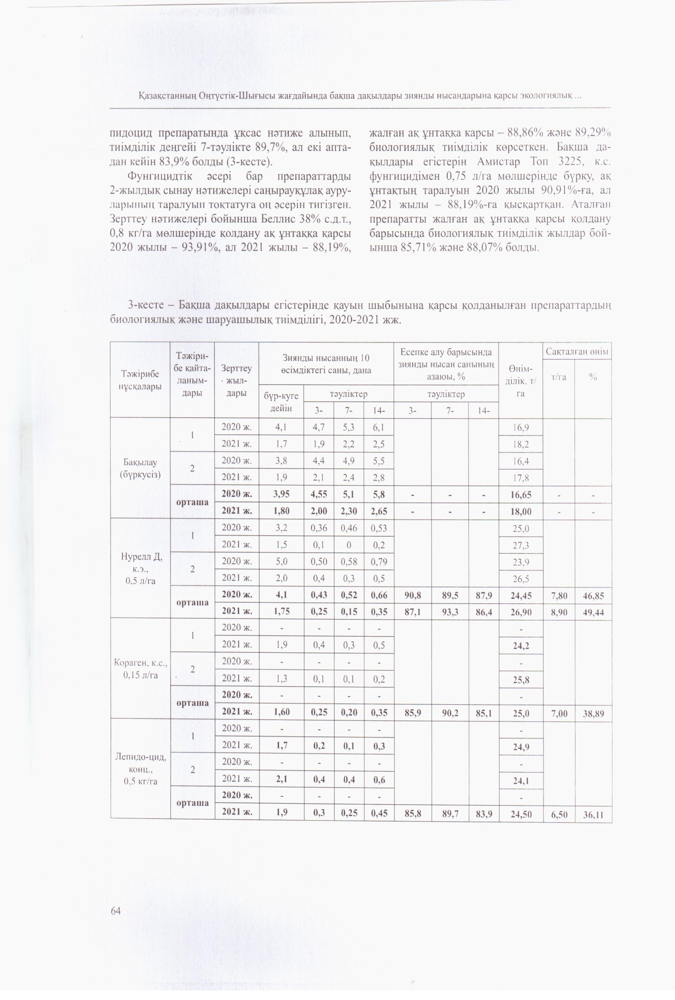 Қазақстанның Оңтүстік-Шығысы жағдайында бақша дақылдары зиянды нысандарына қарсы экологиялық ...
пидоцид препаратында ұқсас нәтиже алынып,
тиімділік деңгейі 7-тәулікте 89,7%, ал екі апта-
дан кейін 83,9% болды (3-кесте).
Фунгицидтік әсері бар препараттарды
2-жылдық сынау нәтижелері саңырауқұлақ ауру-
ларының таралуын тоқтатуға оң әсерін тигізген.
Зерттеу нәтижелері бойынша Беллис 38% с.д.т.,
0,8 кг/га мөлшерінде қолдану ақ ұнтаққа қарсы
2020 жылы – 93,91%, ал 2021 жылы – 88,19%,
жалған ақ ұнтаққа карсы – 88,86% және 89,29%
биологиялық тиімділік көрсеткен. Бақша да-
қылдары егістерін Амистар Топ 3225, к.с.
фунгицидімен 0,75 л/га мөлшерінде бүрку, ақ
ұнтақтың таралуын 2020 жылы 90,91%-ға, ал
2021 жылы – 88,19%-ға қысқартқан. Аталған
препаратты жалған ақ ұнтаққа қарсы қолдану
барысында биологиялық тиімділік жылдар бой-
ынша 85,71% және 88,07% болды.
3-кесте – Бақша дақылдары егістерінде қауын шыбынына қарсы қолданылған препараттардың
биологиялық және шаруашылық тиімділігі, 2020-2021 жж.
Тәжірибе
нұсқалары
Тәжіри-
бе қайта-
ланым-
дары
Зерттеу
жыл-
дары
Зиянды нысанның 10
өсімдіктегі саны, дана
Есепке алу барысында
зиянды нысан санының
азаюы, %
Өнім-
ділік, т/
га
Сақталған өнім
т/га %
бүр-куге
дейін
тәуліктер
тәуліктер
3- 7- 14- 3- 7- 14-
Бақылау
(бүркусіз)
1
2020 ж. 4,1 4,7 5,3 6,1 16,9
2021 ж. 1,7 1,9 2,2 2,5 18,2
2
2020 ж. 3,8 4,4 4,9 5,5 16,4
2021 ж. 1,9 2,1 2,4 2,8 17,8
орташа
2020 ж. 3,95 4,55 5,1 5,8 - - - 16,65 - -
2021 ж. 1,80 2,00 2,30 2,65 - - - 18,00 - -
Нурелл Д,
к.э.,
0,5 л/га
1
2020 ж. 3,2 0,36 0,46 0,53 25,0
2021 ж. 1,5 0,1 0 0,2 27,3
2
2020 ж. 5,0 0,50 0,58 0,79 23,9
2021 ж. 2,0 0,4 0,3 0,5 26,5
орташа
2020 ж. 4,1 0,43 0,52 0,66 90,8 89,5 87,9 24,45 7,80 46,85
2021 ж. 1,75 0,25 0,15 0,35 87,1 93,3 86,4 26,90 8,90 49,44
Кораген, к.с.,
0,15 л/га
1
2020 ж. - - - - -
2021 ж. 1,9 0,4 0,3 0,5 24,2
2
2020 ж. - - - - -
2021 ж. 1,3 0,1 0,1 0,2 25,8
орташа
2020 ж. - - - - -
2021 ж. 1,60 0,25 0,20 0,35 85,9 90,2 85,1 25,0 7,00 38,89
Лепидо-цид,
конц.,
0,5 кг/га
1
2020 ж. - - - - -
2021 ж. 1,7 0,2 0,1 0,3 24,9
2
2020 ж. - - - - -
2021 ж. 2,1 0,4 0,4 0,6 24,1
орташа
2020 ж. - - - - -
2021 ж. 1,9 0,3 0,25 0,45 85,8 89,7 83,9 24,50 6,50 36,11
64